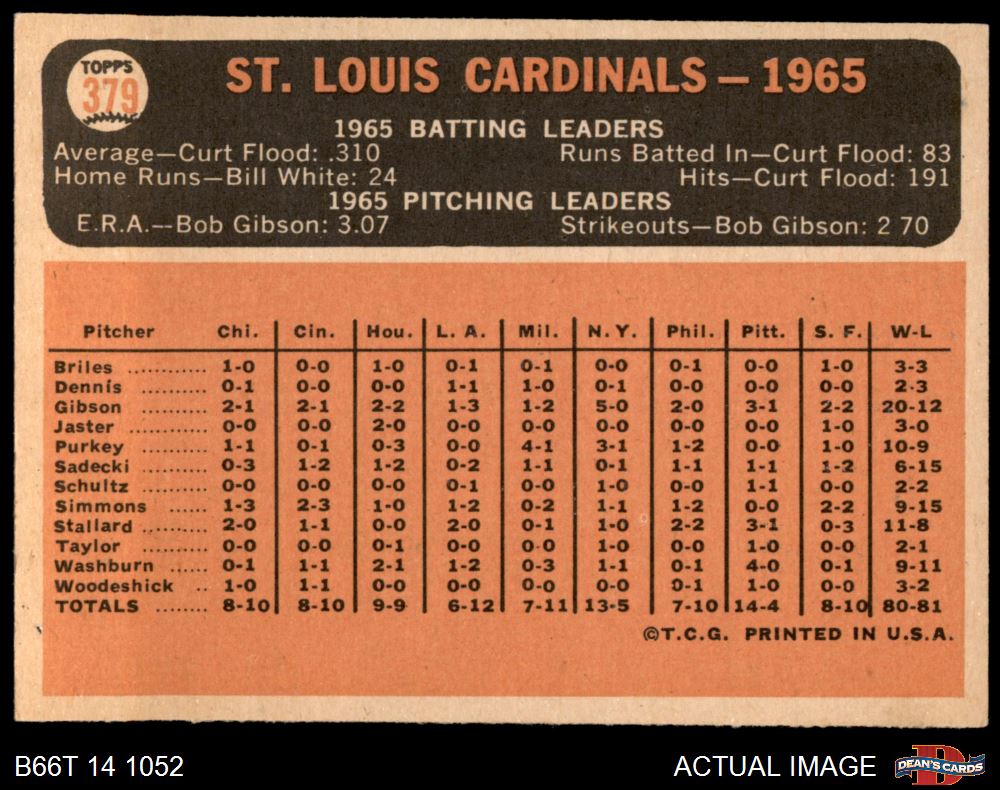 TOPPS
379
ST. LOUIS CARDINALS — 1965
1965 BATTING LEADERS
Average—Curt Flood: .310 Runs Batted In—Curt Flood: 83
Home Runs—Bill White: 24 Hits—Curt Flood: 191
1965 PITCHING LEADERS
E.R.A.—Bob Gibson: 3.07 Strikeouts—Bob Gibson: 2 70
Pitcher Chi. Cin. Hou. L. A. Mil. N. Y. Phil. Pitt. S. F. W-L
Briles ........... 1-0 0-0 1-0 0-1 0-1 0-0 0-1 0-0 1-0 3-3
Dennis ......... 0-1 0-0 0-0 1-1 1-0 0-1 0-0 0-0 0-0 2-3
Gibson ......... 2-1 2-1 2-2 1-3 1-2 5-0 2-0 3-1 2-2 20-12
Jaster ........... 0-0 0-0 2-0 0-0 0-0 0-0 0-0 0-0 1-0 3-0
Purkey ......... 1-1 0-1 0-3 0-0 4-1 3-1 1-2 0-0 1-0 10-9
Sadecki ........ 0-3 1-2 1-2 0-2 1-1 0-1 1-1 1-1 1-2 6-15
Schultz ......... 0-0 0-0 0-0 0-1 0-0 1-0 0-0 1-1 0-0 2-2
Simmons ...... 1-3 2-3 1-0 1-2 0-2 1-1 1-2 0-0 2-2 9-15
Stallard ......... 2-0 1-1 0-0 2-0 0-1 1-0 2-2 3-1 0-3 11-8
Taylor .......... 0-0 0-0 0-1 0-0 0-0 1-0 0-0 1-0 0-0 2-1
Washburn ..... 0-1 1-1 2-1 1-2 0-3 1-1 0-1 4-0 0-1 9-11
Woodeshick .. 1-0 1-1 0-0 0-0 0-0 0-0 0-1 1-0 0-0 3-2
TOTALS ........ 8-10 8-10 9-9 6-12 7-11 13-5 7-10 14-4 8-10 80-81
©T.C.G. PRINTED IN U.S.A.
B66T 14 1052 ACTUAL IMAGE DEAN'S CARDS